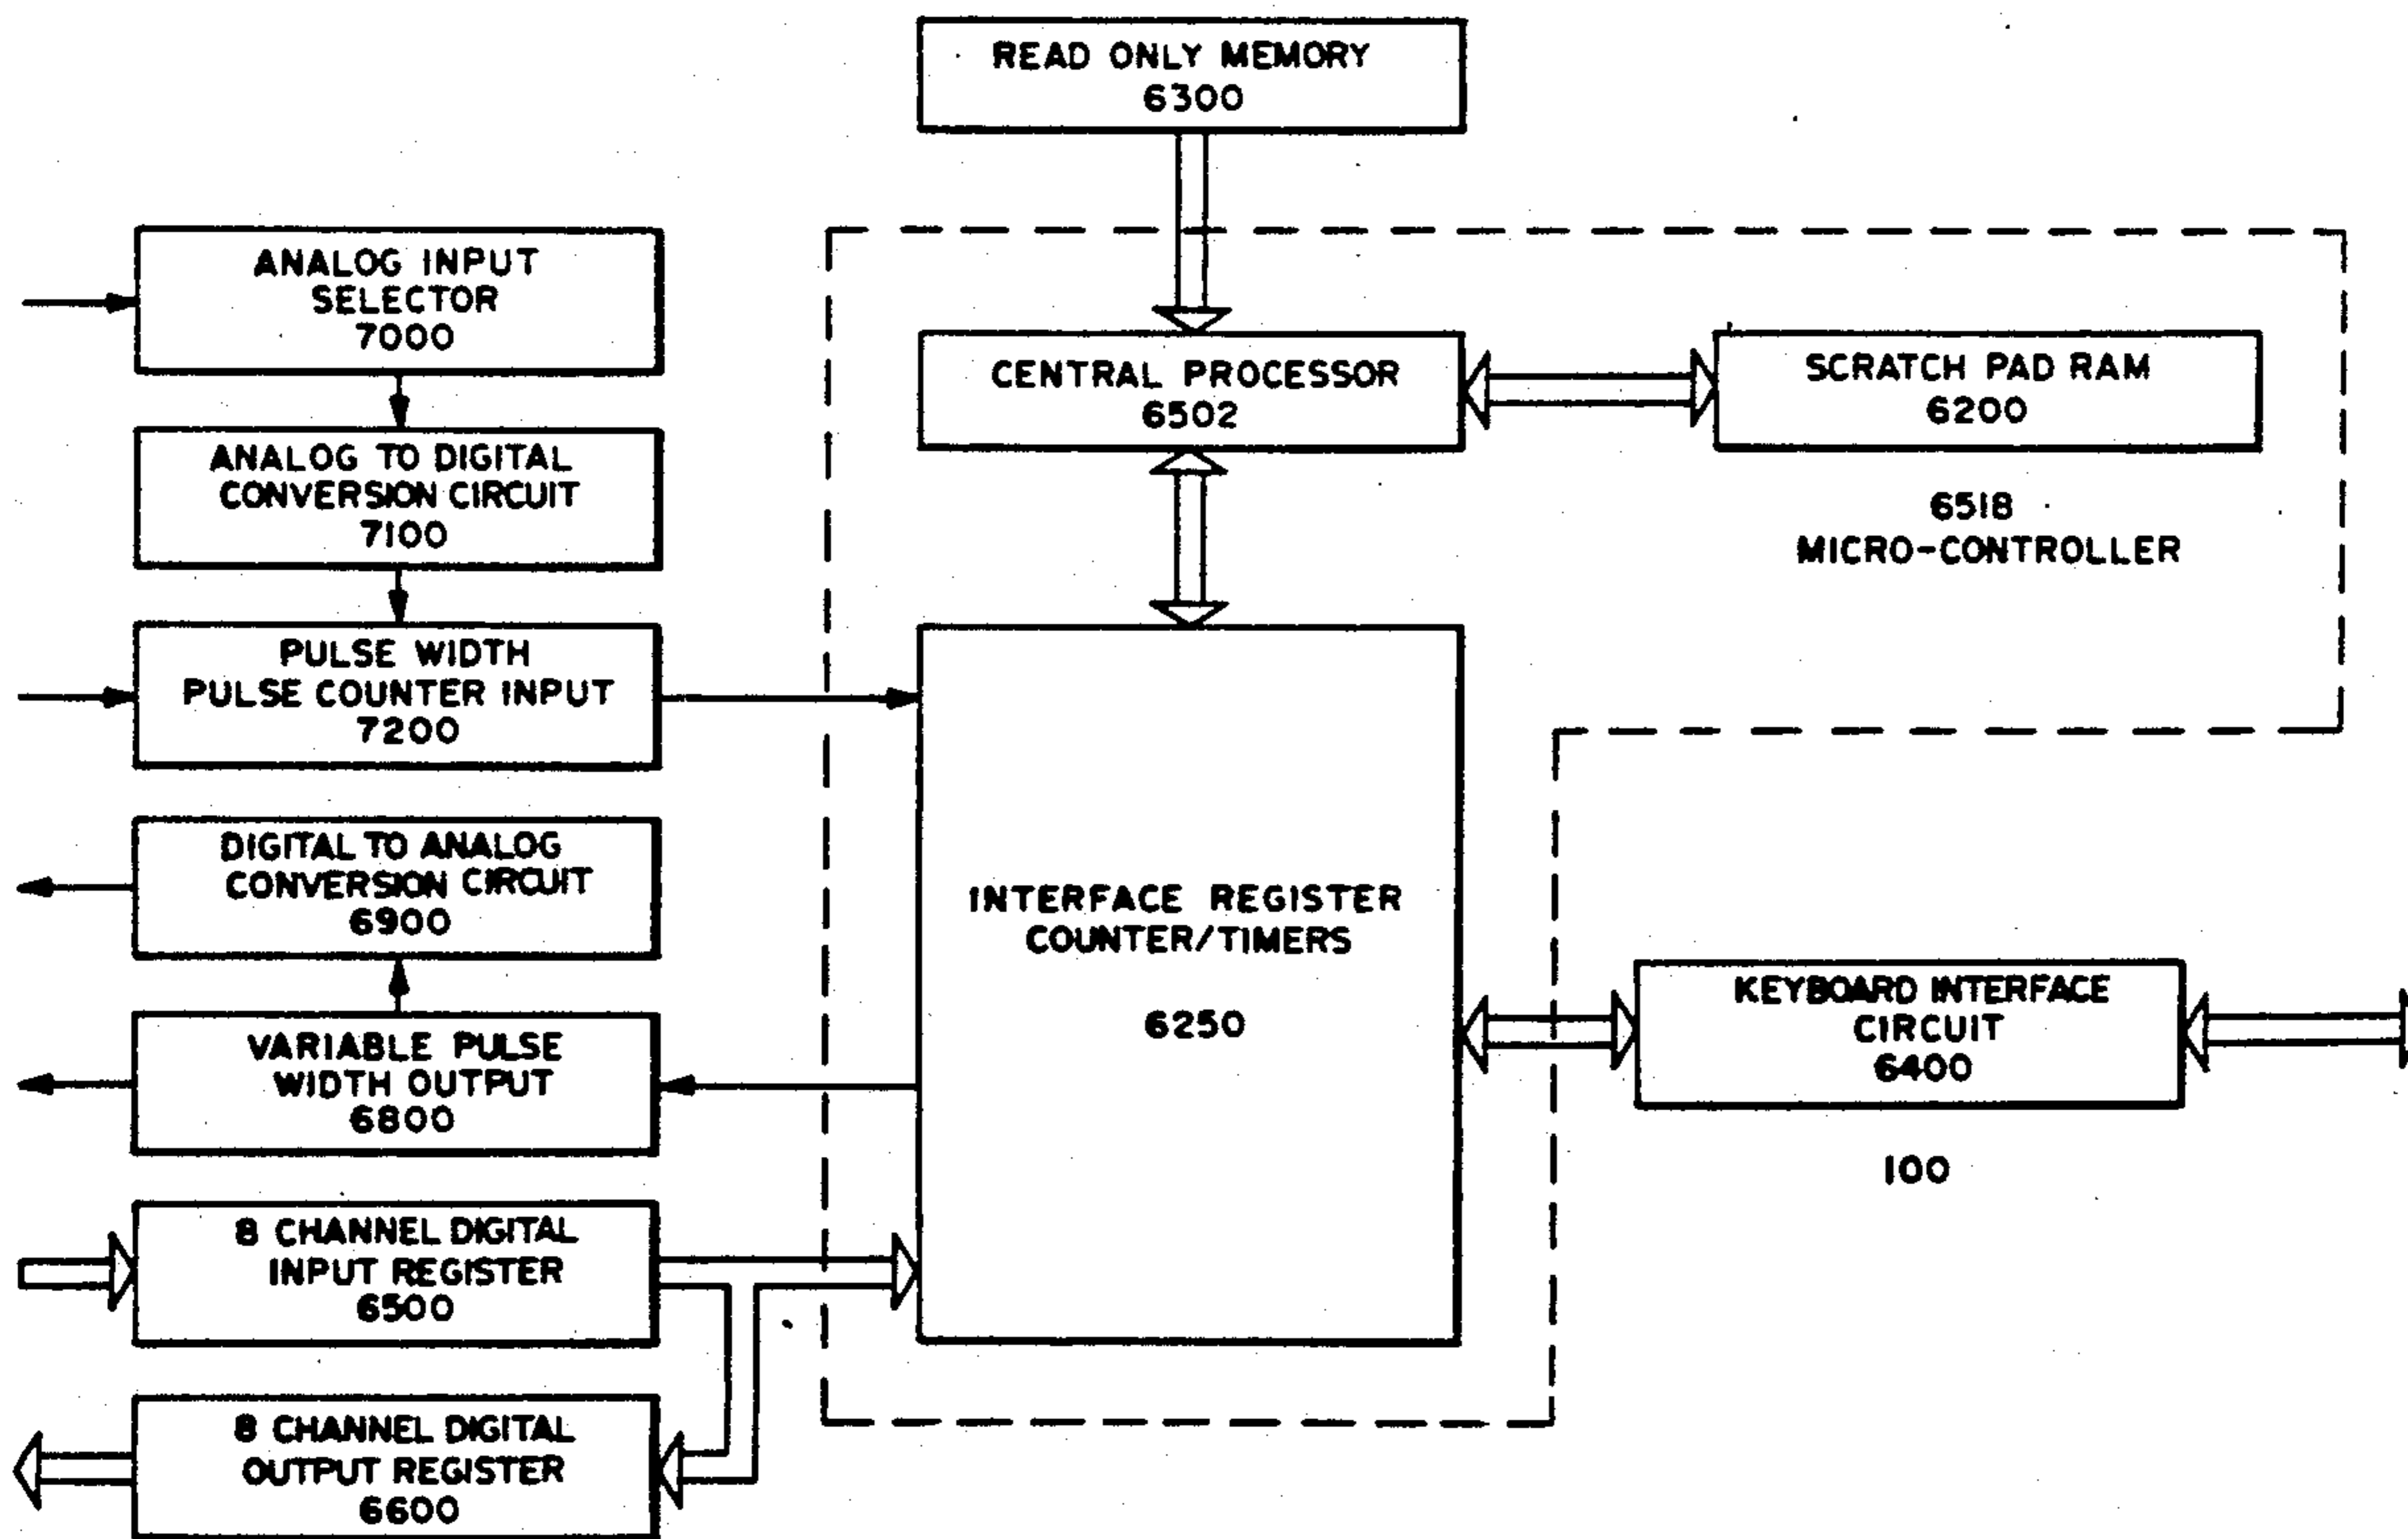 READ ONLY MEMORY
6300
ANALOG INPUT
SELECTOR
7000
ANALOG TO DIGITAL
CONVERSION CIRCUIT
7100
PULSE WIDTH
PULSE COUNTER INPUT
7200
DIGITAL TO ANALOG
CONVERSION CIRCUIT
6900
VARIABLE PULSE
WIDTH OUTPUT
6800
8 CHANNEL DIGITAL
INPUT REGISTER
6500
8 CHANNEL DIGITAL
OUTPUT REGISTER
6600
CENTRAL PROCESSOR
6502
SCRATCH PAD RAM
6200
6518
MICRO-CONTROLLER
INTERFACE REGISTER
COUNTER/TIMERS
6250
KEYBOARD INTERFACE
CIRCUIT
6400
100